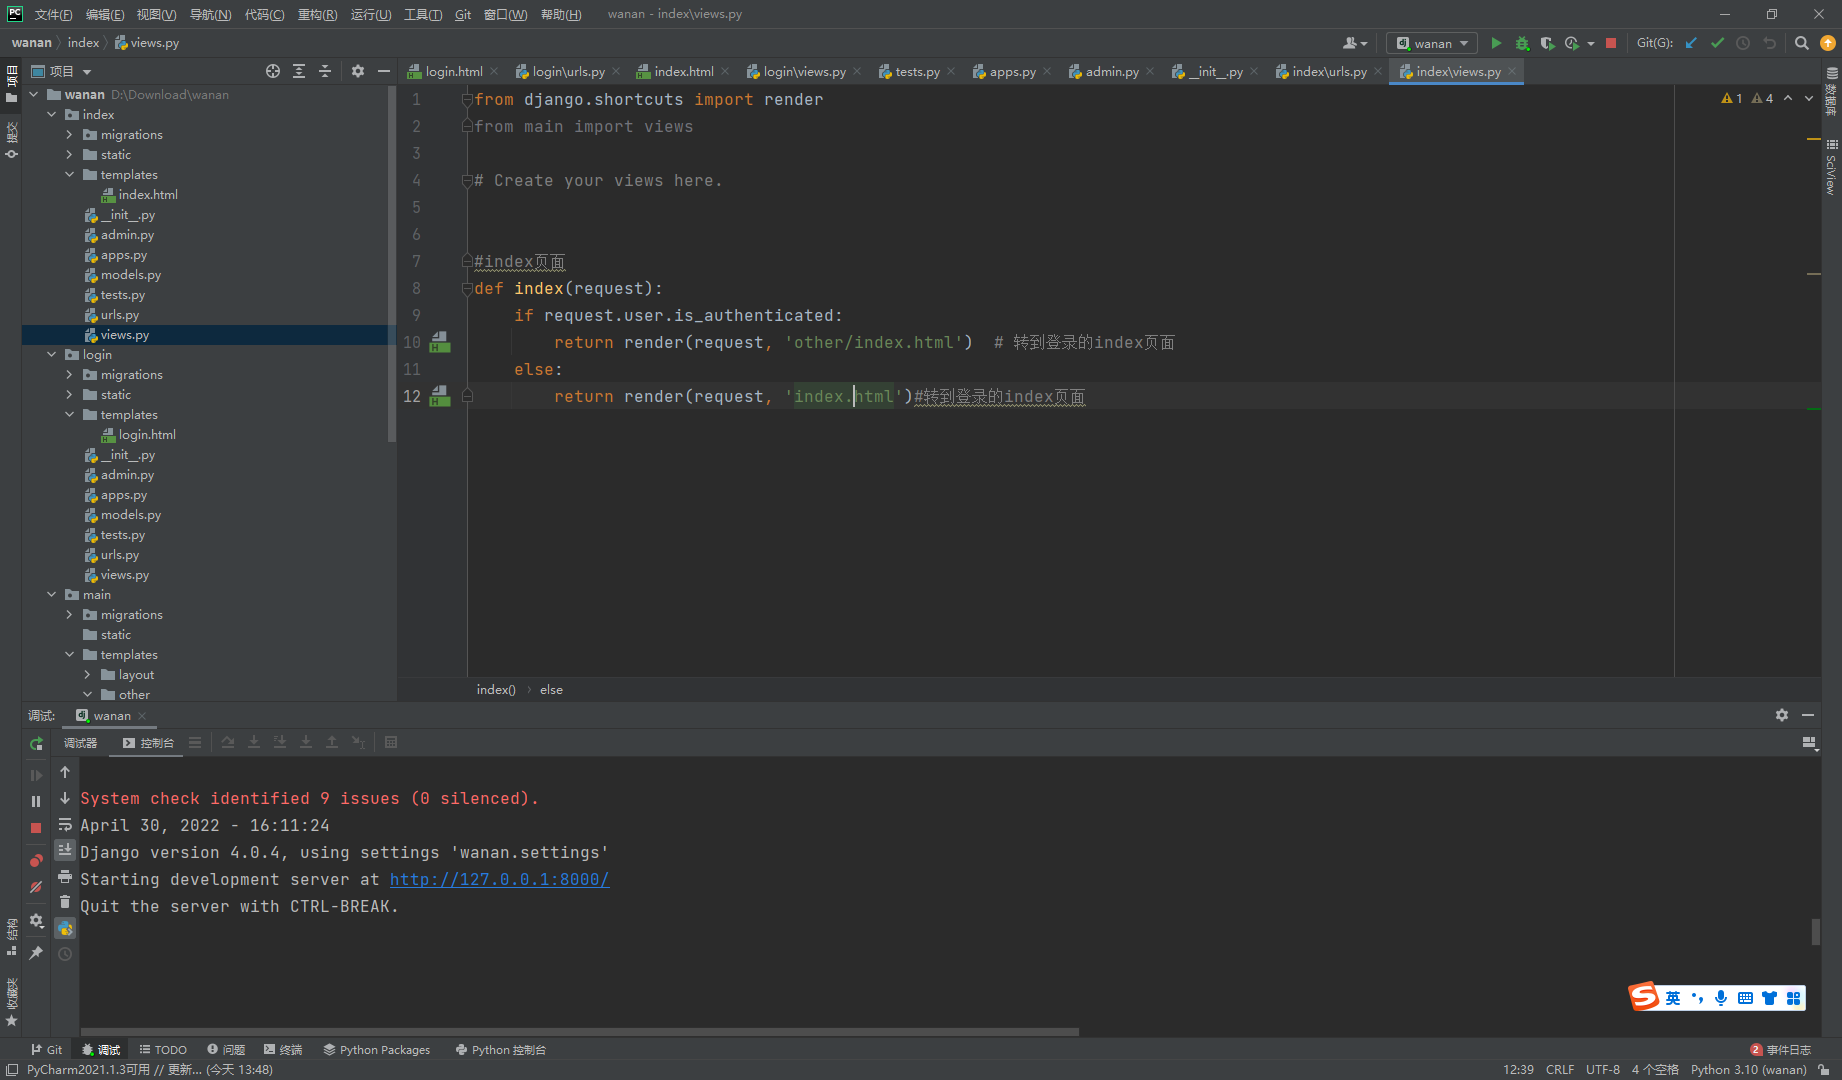 PC 文件(F) 编辑(E) 视图(V) 导航(N) 代码(C) 重构(R) 运行(U) 工具(T) Git 窗口(W) 帮助(H) wanan - index\views.py
wanan index views.py
wanan Git(G):
项目
login.html login\urls.py index.html login\views.py tests.py apps.py admin.py __init__.py index\urls.py index\views.py
项目
提交
结构
收藏夹
wanan D:\Download\wanan
index
migrations
static
templates
index.html
__init__.py
admin.py
apps.py
models.py
tests.py
urls.py
views.py
login
migrations
static
templates
login.html
__init__.py
admin.py
apps.py
models.py
tests.py
urls.py
views.py
main
migrations
static
templates
layout
other
1 from django.shortcuts import render
2 from main import views
3
4 # Create your views here.
5
6
7 #index页面
8 def index(request):
9 if request.user.is_authenticated:
10 return render(request, 'other/index.html') # 转到登录的index页面
11 else:
12 return render(request, 'index.html')#转到登录的index页面
1 4
数据库
SciView
index() else
调试: wanan
调试器 控制台
System check identified 9 issues (0 silenced).
April 30, 2022 - 16:11:24
Django version 4.0.4, using settings 'wanan.settings'
Starting development server at http://127.0.0.1:8000/
Quit the server with CTRL-BREAK.
英
Git 调试 TODO 问题 终端 Python Packages Python 控制台 2 事件日志
PyCharm2021.1.3可用 // 更新... (今天 13:48) 12:39 CRLF UTF-8 4 个空格 Python 3.10 (wanan)